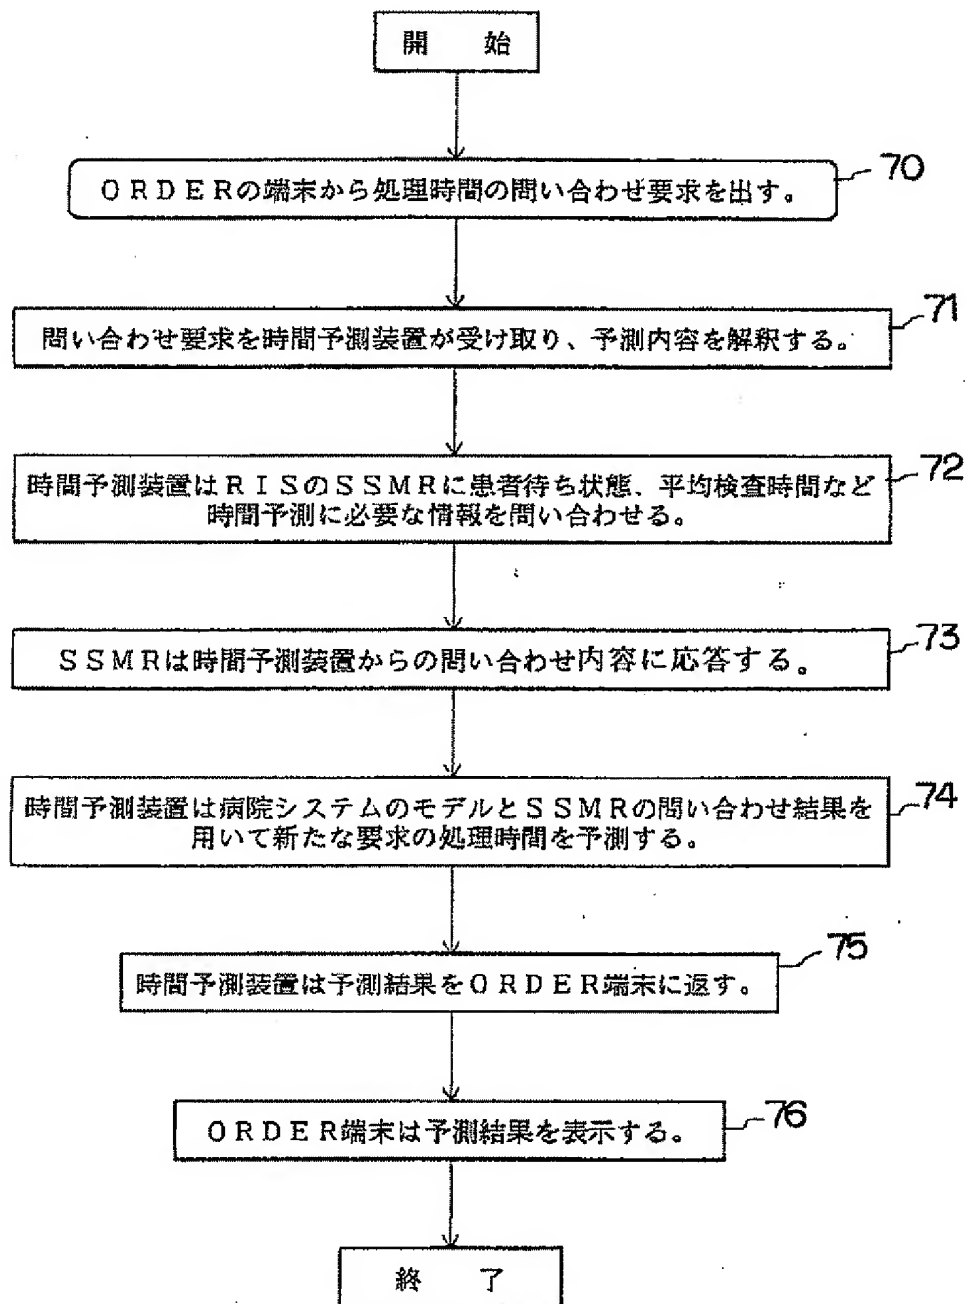 開　始
ＯＲＤＥＲの端末から処理時間の問い合わせ要求を出す。
70
問い合わせ要求を時間予測装置が受け取り、予測内容を解釈する。
71
時間予測装置はＲＩＳのＳＳＭＲに患者待ち状態、平均検査時間など
時間予測に必要な情報を問い合わせる。
72
ＳＳＭＲは時間予測装置からの問い合わせ内容に応答する。
73
時間予測装置は病院システムのモデルとＳＳＭＲの問い合わせ結果を
用いて新たな要求の処理時間を予測する。
74
時間予測装置は予測結果をＯＲＤＥＲ端末に返す。
75
ＯＲＤＥＲ端末は予測結果を表示する。
76
終　了